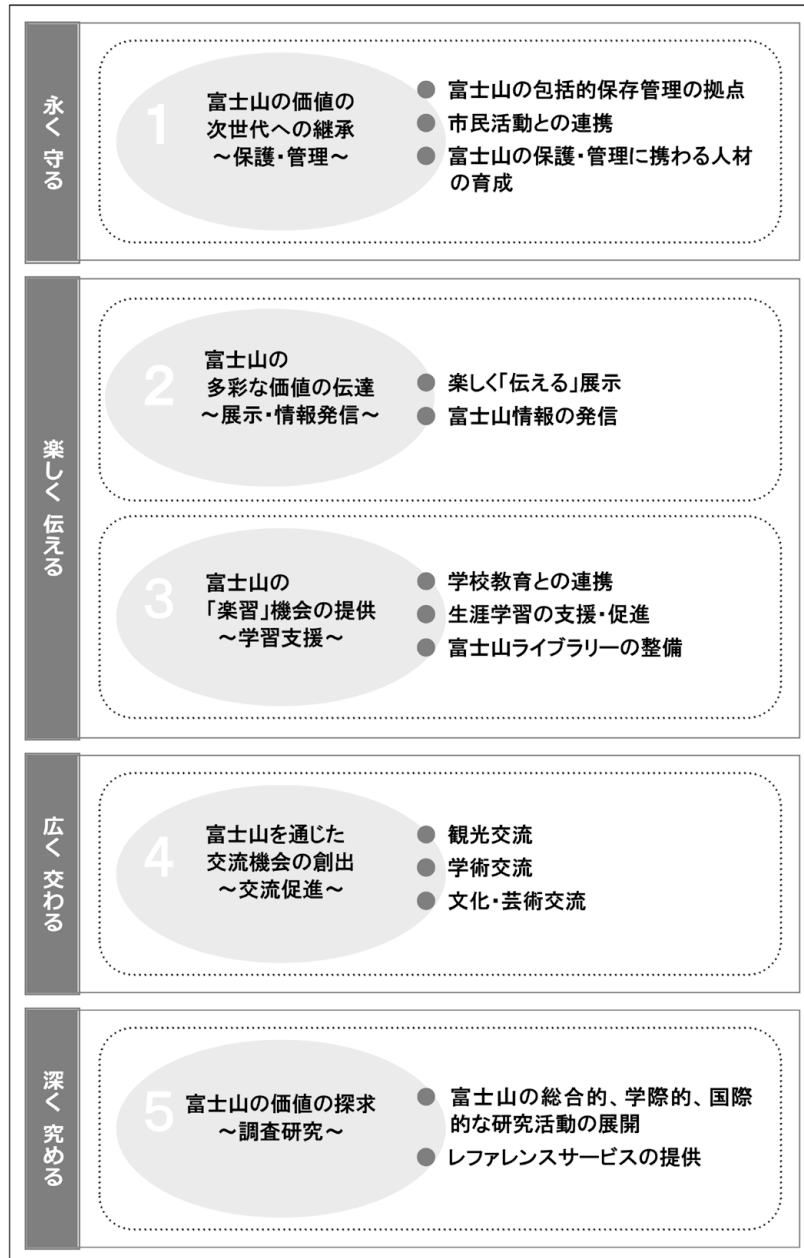 永く 守る
1
富士山の価値の
次世代への継承
～保護・管理～
● 富士山の包括的保存管理の拠点
● 市民活動との連携
● 富士山の保護・管理に携わる人材
の育成
楽しく 伝える
2
富士山の
多彩な価値の伝達
～展示・情報発信～
● 楽しく「伝える」展示
● 富士山情報の発信
3
富士山の
「楽習」機会の提供
～学習支援～
● 学校教育との連携
● 生涯学習の支援・促進
● 富士山ライブラリーの整備
広く 交わる
4
富士山を通じた
交流機会の創出
～交流促進～
● 観光交流
● 学術交流
● 文化・芸術交流
深く 究める
5
富士山の価値の探求
～調査研究～
● 富士山の総合的、学際的、国際
的な研究活動の展開
● レファレンスサービスの提供